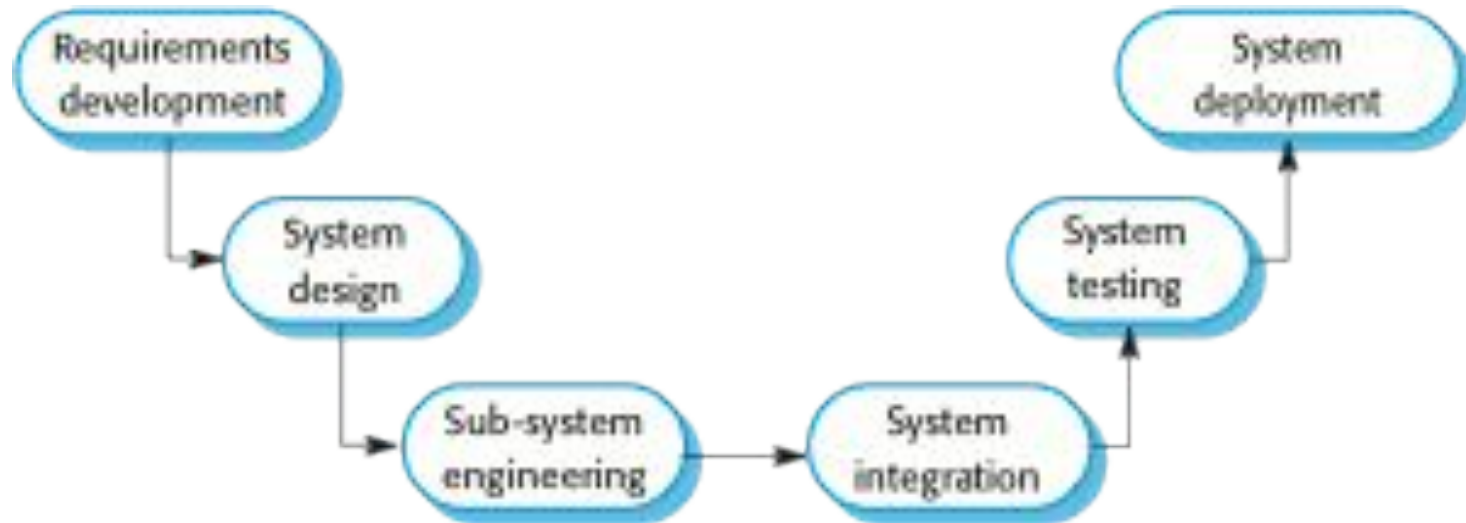 Requirements
development
System
design
Sub-system
engineering
System
integration
System
testing
System
deployment